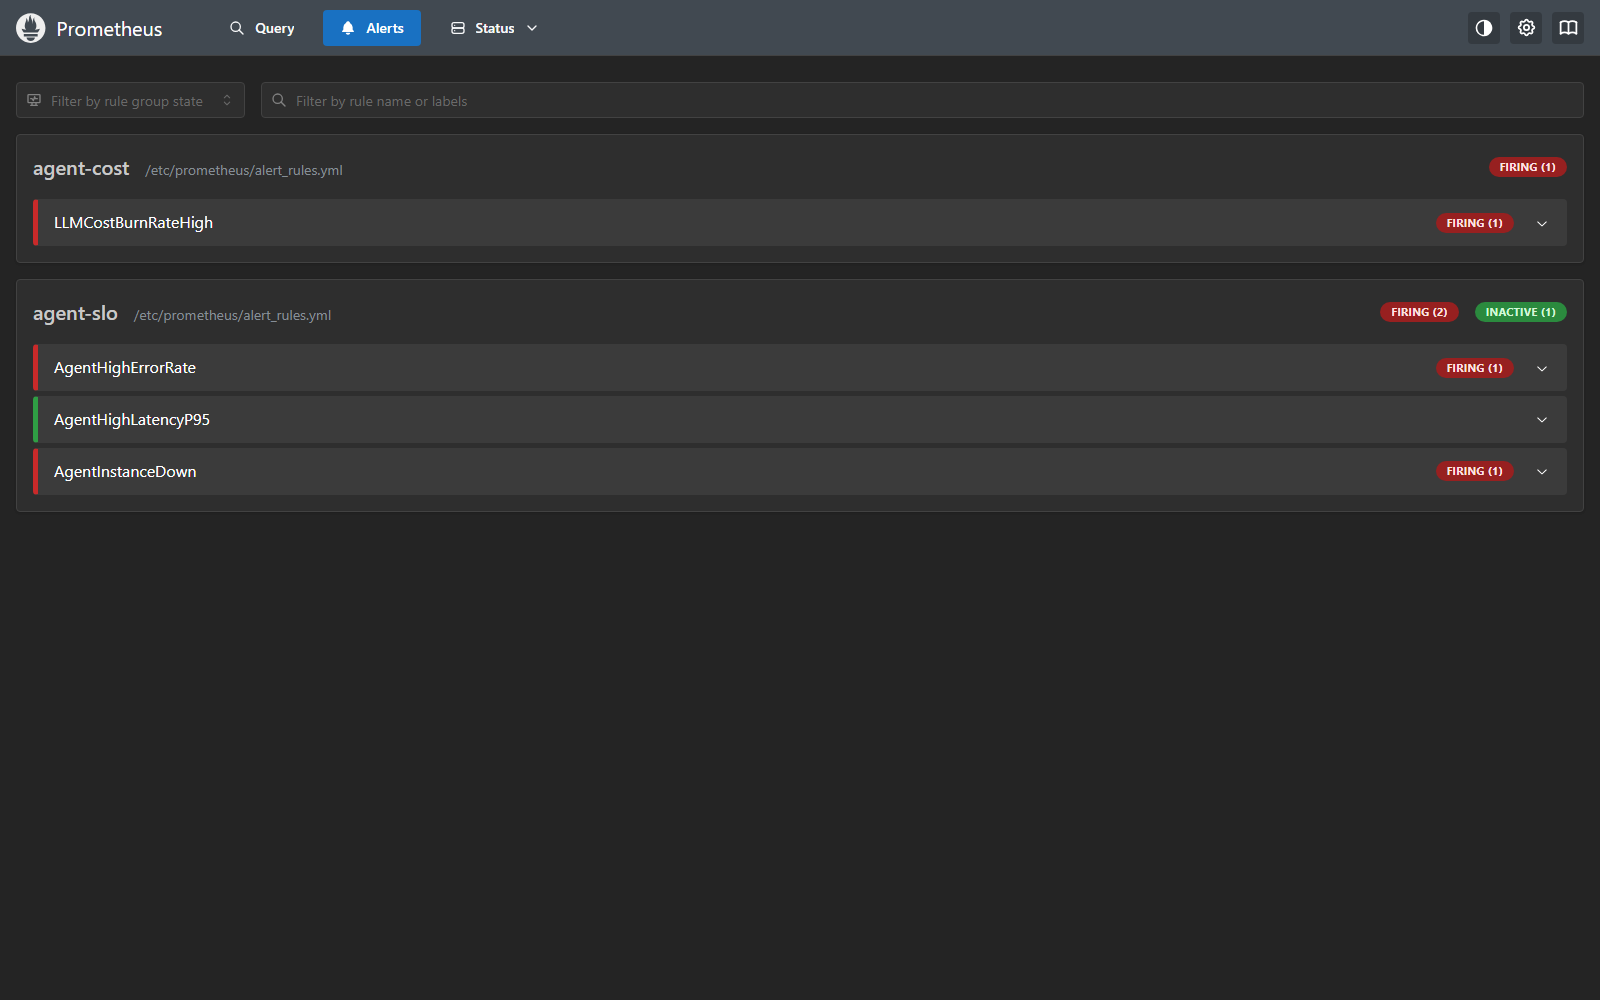 Prometheus Query Alerts Status
Filter by rule group state Filter by rule name or labels
agent-cost /etc/prometheus/alert_rules.yml FIRING (1)
LLMCostBurnRateHigh FIRING (1)
agent-slo /etc/prometheus/alert_rules.yml FIRING (2) INACTIVE (1)
AgentHighErrorRate FIRING (1)
AgentHighLatencyP95
AgentInstanceDown FIRING (1)